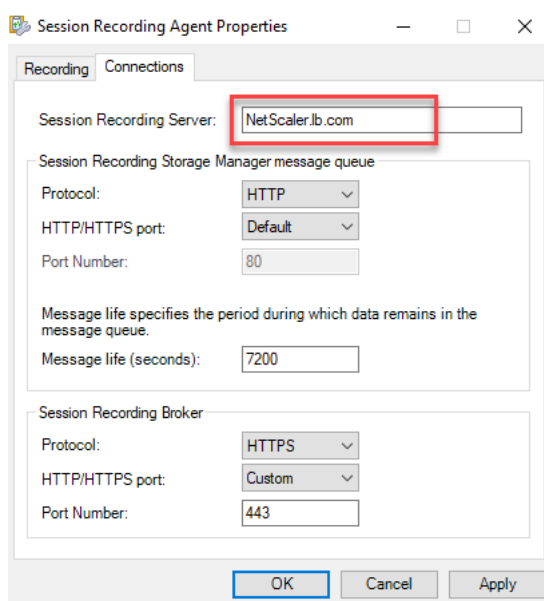 Session Recording Agent Properties
Recording
Connections
Session Recording Server: NetScaler.lb.com
Session Recording Storage Manager message queue
Protocol: HTTP
HTTP/HTTPS port: Default
Port Number: 80
Message life specifies the period during which data remains in the
message queue.
Message life (seconds): 7200
Session Recording Broker
Protocol: HTTPS
HTTP/HTTPS port: Custom
Port Number: 443
OK Cancel Apply